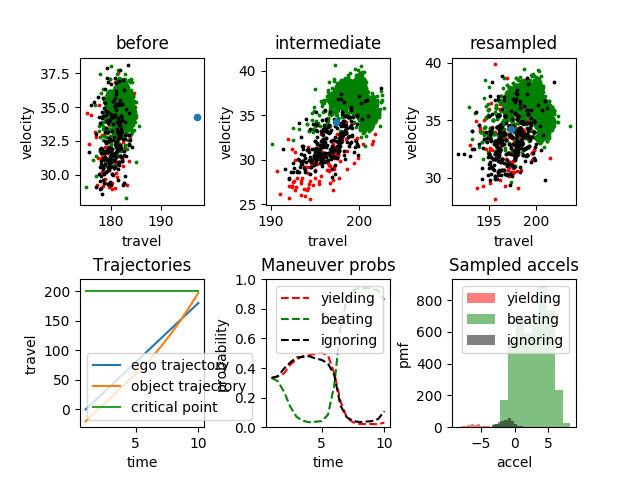 before
intermediate
resampled
velocity
37.5
35.0
32.5
30.0
180
190
travel
velocity
40
35
30
25
190
200
travel
velocity
40
35
30
195
200
travel
Trajectories
Maneuver probs
Sampled accels
travel
200
150
100
50
0
5
10
time
ego trajectory
object trajectory
critical point
probability
1.0
0.8
0.6
0.4
0.2
0.0
5
10
time
yielding
beating
ignoring
pmf
800
600
400
200
0
−5
0
5
accel
yielding
beating
ignoring